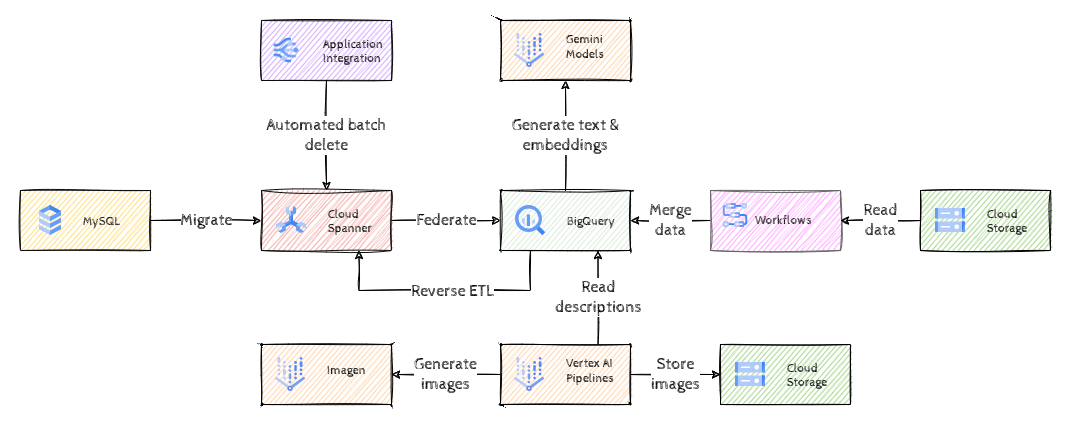 Application
Integration
Gemini
Models
Automated batch
delete
Generate text &
embeddings
MySQL
Migrate
Cloud
Spanner
Federate
BigQuery
Merge
data
Workflows
Read
data
Cloud
Storage
Reverse ETL
Read
descriptions
Imagen
Generate
images
Vertex AI
Pipelines
Store
images
Cloud
Storage